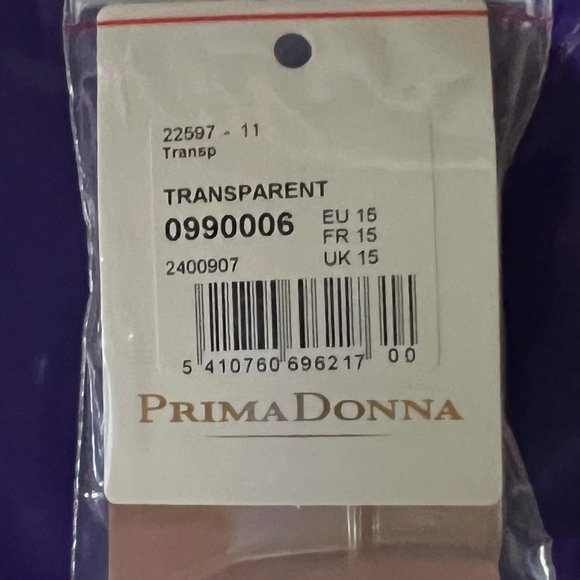 22597 - 11
Transp
TRANSPARENT
0990006
EU 15
FR 15
2400907
UK 15
5 410760 696217 00
PRIMADONNA